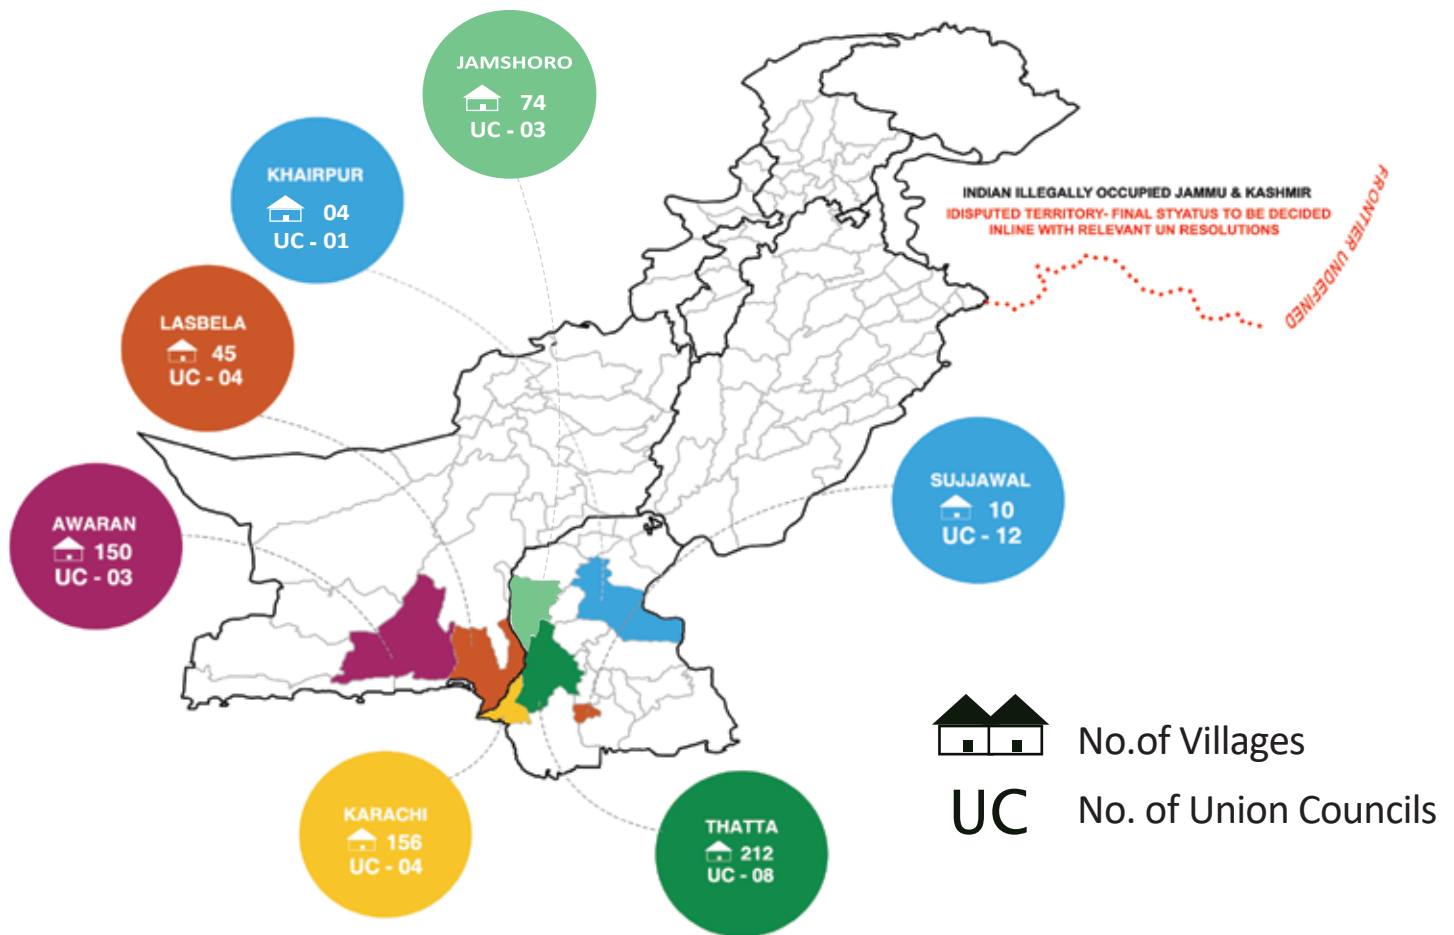 JAMSHORO
74
UC - 03
KHAIRPUR
04
UC - 01
INDIAN ILLEGALLY OCCUPIED JAMMU & KASHMIR
IDISPUTED TERRITORY- FINAL STYATUS TO BE DECIDED
INLINE WITH RELEVANT UN RESOLUTIONS
FRONTIER UNDEFINED
LASBELA
45
UC - 04
AWARAN
150
UC - 03
SUJJAWAL
10
UC - 12
KARACHI
156
UC - 04
THATTA
212
UC - 08
No.of Villages
UC No. of Union Councils